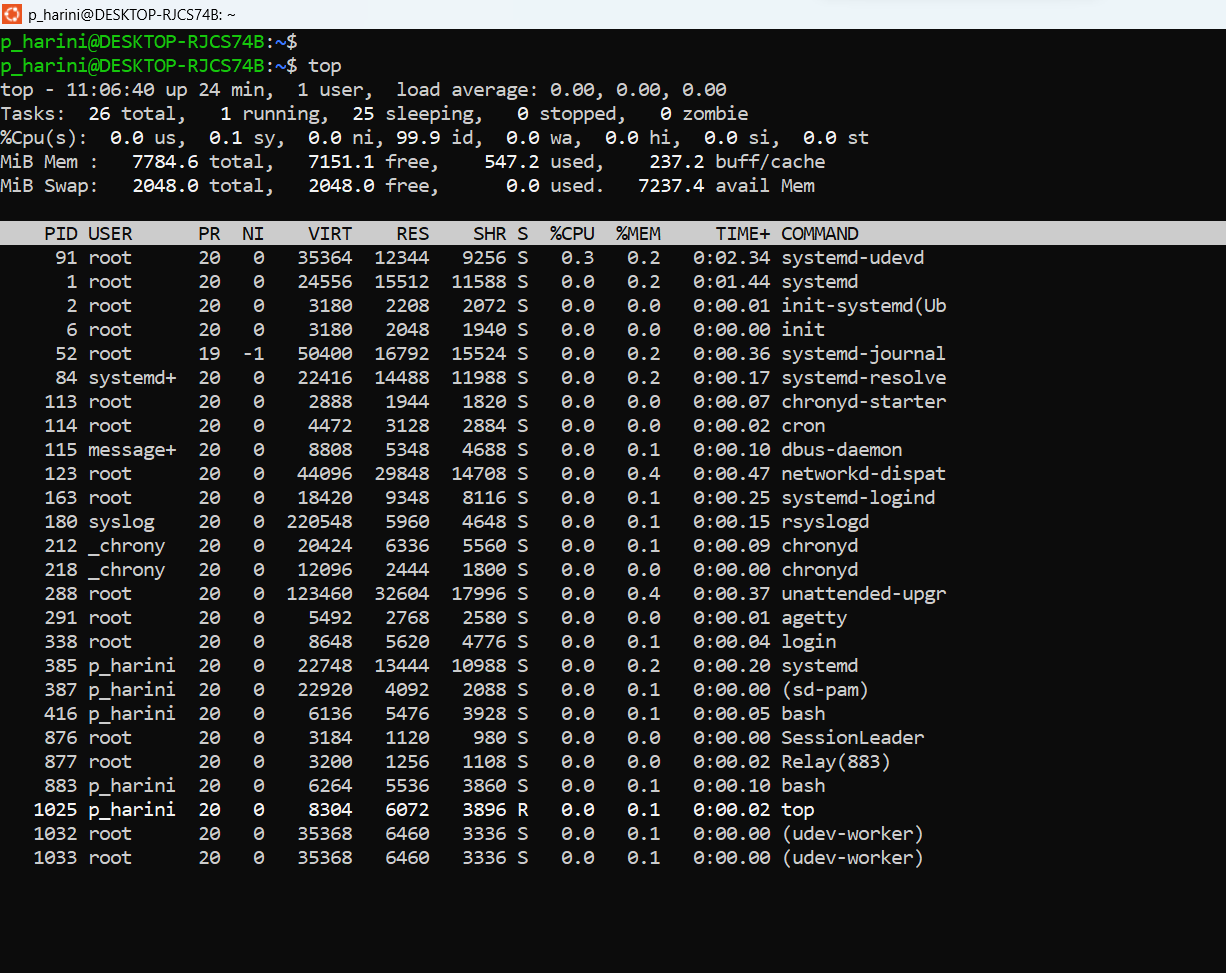 p_harini@DESKTOP-RJCS74B: ~
p_harini@DESKTOP-RJCS74B:~$
p_harini@DESKTOP-RJCS74B:~$ top
top - 11:06:40 up 24 min,  1 user,  load average: 0.00, 0.00, 0.00
Tasks:  26 total,   1 running,  25 sleeping,   0 stopped,   0 zombie
%Cpu(s):  0.0 us,  0.1 sy,  0.0 ni, 99.9 id,  0.0 wa,  0.0 hi,  0.0 si,  0.0 st
MiB Mem :   7784.6 total,   7151.1 free,    547.2 used,    237.2 buff/cache
MiB Swap:   2048.0 total,   2048.0 free,      0.0 used.   7237.4 avail Mem
PID USER      PR  NI    VIRT    RES    SHR S  %CPU  %MEM     TIME+ COMMAND
91 root      20   0   35364  12344   9256 S   0.3   0.2   0:02.34 systemd-udevd
1 root      20   0   24556  15512  11588 S   0.0   0.2   0:01.44 systemd
2 root      20   0    3180   2208   2072 S   0.0   0.0   0:00.01 init-systemd(Ub
6 root      20   0    3180   2048   1940 S   0.0   0.0   0:00.00 init
52 root      19  -1   50400  16792  15524 S   0.0   0.2   0:00.36 systemd-journal
84 systemd+  20   0   22416  14488  11988 S   0.0   0.2   0:00.17 systemd-resolve
113 root      20   0    2888   1944   1820 S   0.0   0.0   0:00.07 chronyd-starter
114 root      20   0    4472   3128   2884 S   0.0   0.0   0:00.02 cron
115 message+  20   0    8808   5348   4688 S   0.0   0.1   0:00.10 dbus-daemon
123 root      20   0   44096  29848  14708 S   0.0   0.4   0:00.47 networkd-dispat
163 root      20   0   18420   9348   8116 S   0.0   0.1   0:00.25 systemd-logind
180 syslog    20   0  220548   5960   4648 S   0.0   0.1   0:00.15 rsyslogd
212 _chrony   20   0   20424   6336   5560 S   0.0   0.1   0:00.09 chronyd
218 _chrony   20   0   12096   2444   1800 S   0.0   0.0   0:00.00 chronyd
288 root      20   0  123460  32604  17996 S   0.0   0.4   0:00.37 unattended-upgr
291 root      20   0    5492   2768   2580 S   0.0   0.0   0:00.01 agetty
338 root      20   0    8648   5620   4776 S   0.0   0.1   0:00.04 login
385 p_harini  20   0   22748  13444  10988 S   0.0   0.2   0:00.20 systemd
387 p_harini  20   0   22920   4092   2088 S   0.0   0.1   0:00.00 (sd-pam)
416 p_harini  20   0    6136   5476   3928 S   0.0   0.1   0:00.05 bash
876 root      20   0    3184   1120    980 S   0.0   0.0   0:00.00 SessionLeader
877 root      20   0    3200   1256   1108 S   0.0   0.0   0:00.02 Relay(883)
883 p_harini  20   0    6264   5536   3860 S   0.0   0.1   0:00.10 bash
1025 p_harini  20   0    8304   6072   3896 R   0.0   0.1   0:00.02 top
1032 root      20   0   35368   6460   3336 S   0.0   0.1   0:00.00 (udev-worker)
1033 root      20   0   35368   6460   3336 S   0.0   0.1   0:00.00 (udev-worker)